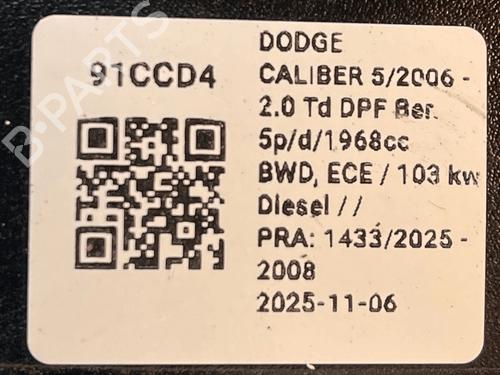 B-PARTS
91CCD4
DODGE
CALIBER 5/2006 -
2.0 Td DPF Ber.
5p/d/1968cc
BWD, ECE / 103 kw
Diesel / /
PRA: 1433/2025 -
2008
2025-11-06